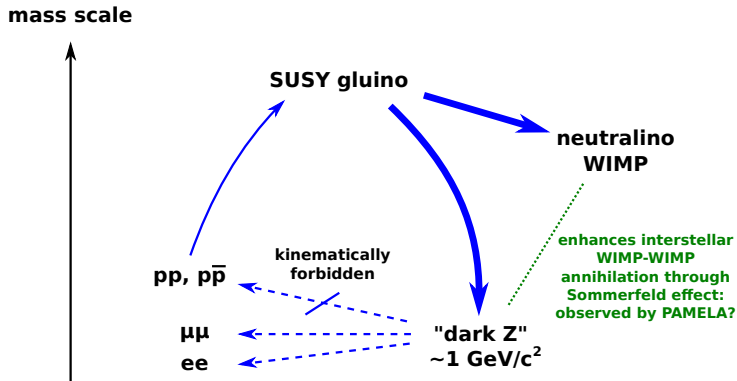 mass scale
SUSY gluino
neutralino
WIMP
enhances interstellar
WIMP-WIMP
annihilation through
Sommerfeld effect:
observed by PAMELA?
kinematically
forbidden
pp, pp̅
μμ
ee
"dark Z"
~1 GeV/c²